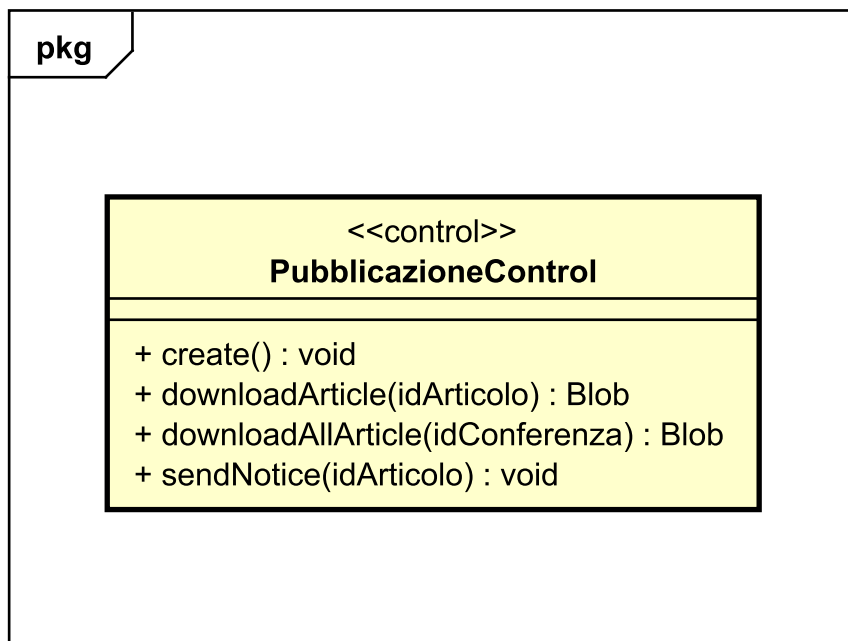 pkg
<<control>>
PubblicazioneControl
+ create() : void
+ downloadArticle(idArticolo) : Blob
+ downloadAllArticle(idConferenza) : Blob
+ sendNotice(idArticolo) : void